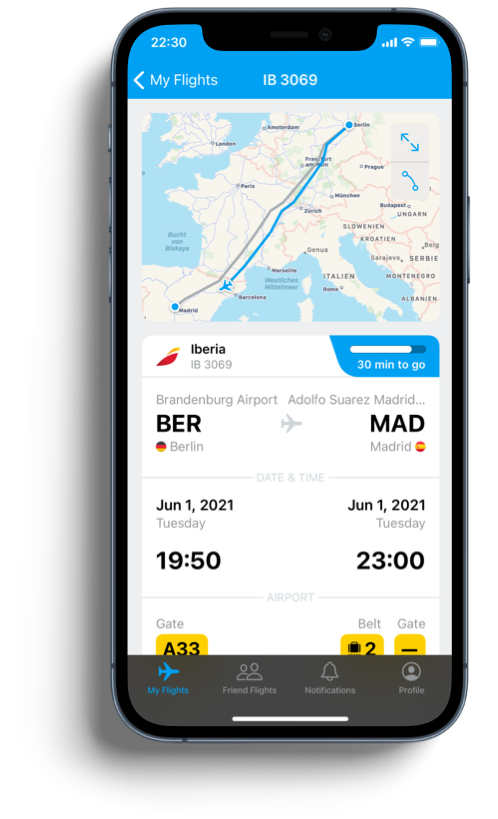 22:30
My Flights
IB 3069
Amsterdam
Berlin
London
Frankfurt
am Main
Prague
Paris
München
Zürich
Budapest
UNGARN
SLOWENIEN
KROATIEN
Bucht
von
Biskaya
Genua
Belg
Sarajevo
SERBIE
Marseille
ITALIEN
MONTENEGRO
Westliches
Mittelmeer
Rome
Barcelona
ALBANIEN
Madrid
Iberia
IB 3069
30 min to go
Brandenburg Airport
Adolfo Suarez Madrid...
BER
MAD
Berlin
Madrid
DATE & TIME
Jun 1, 2021
Jun 1, 2021
Tuesday
Tuesday
19:50
23:00
AIRPORT
Gate
Belt
Gate
A33
2
—
My Flights
Friend Flights
Notifications
Profile